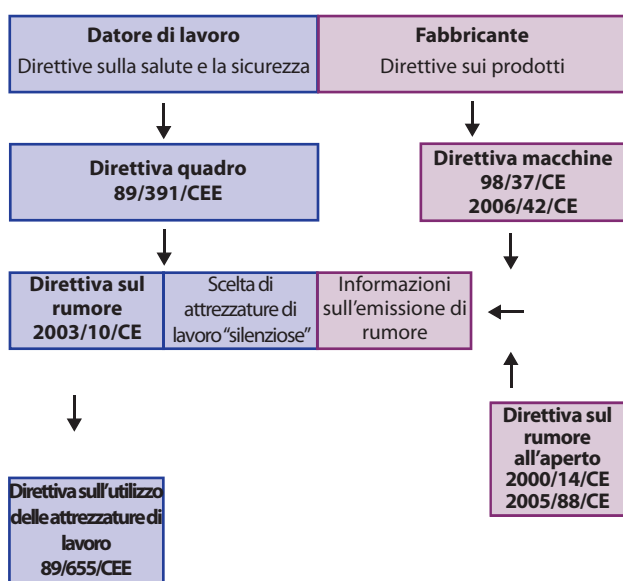 Datore di lavoro
Direttive sulla salute e la sicurezza
Fabbricante
Direttive sui prodotti
Direttiva quadro
89/391/CEE
Direttiva macchine
98/37/CE
2006/42/CE
Direttiva sul
rumore
2003/10/CE
Scelta di
attrezzature di
lavoro “silenziose”
Informazioni
sull’emissione di
rumore
Direttiva sul
rumore
all’aperto
2000/14/CE
2005/88/CE
Direttiva sull’utilizzo
delle attrezzature di
lavoro
89/655/CEE